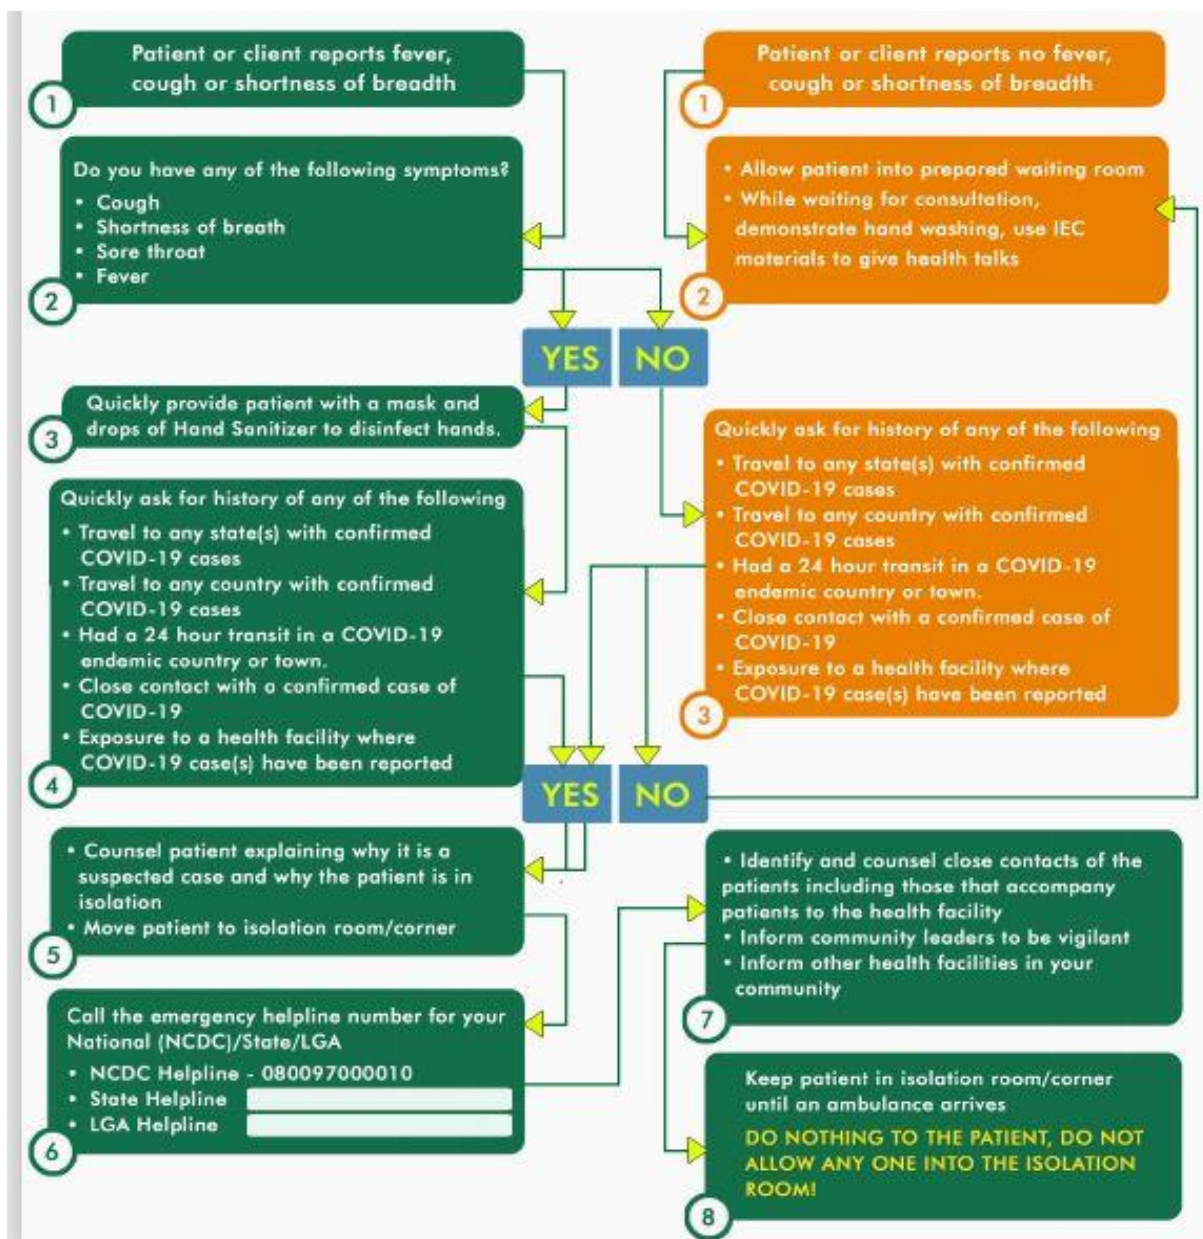 Patient or client reports fever,
cough or shortness of breadth
1
Do you have any of the following symptoms?
• Cough
• Shortness of breath
• Sore throat
• Fever
2
Patient or client reports no fever,
cough or shortness of breadth
1
• Allow patient into prepared waiting room
• While waiting for consultation,
demonstrate hand washing, use IEC
materials to give health talks
2
YES
NO
Quickly provide patient with a mask and
drops of Hand Sanitizer to disinfect hands.
3
Quickly ask for history of any of the following
• Travel to any state(s) with confirmed
COVID-19 cases
• Travel to any country with confirmed
COVID-19 cases
• Had a 24 hour transit in a COVID-19
endemic country or town.
• Close contact with a confirmed case of
COVID-19
• Exposure to a health facility where
COVID-19 case(s) have been reported
4
Quickly ask for history of any of the following
• Travel to any state(s) with confirmed
COVID-19 cases
• Travel to any country with confirmed
COVID-19 cases
• Had a 24 hour transit in a COVID-19
endemic country or town.
• Close contact with a confirmed case of
COVID-19
• Exposure to a health facility where
COVID-19 case(s) have been reported
3
YES
NO
• Counsel patient explaining why it is a
suspected case and why the patient is in
isolation
• Move patient to isolation room/corner
5
Call the emergency helpline number for your
National (NCDC)/State/LGA
• NCDC Helpline - 080097000010
• State Helpline
• LGA Helpline
6
• Identify and counsel close contacts of the
patients including those that accompany
patients to the health facility
• Inform community leaders to be vigilant
• Inform other health facilities in your
community
7
Keep patient in isolation room/corner
until an ambulance arrives
DO NOTHING TO THE PATIENT, DO NOT
ALLOW ANY ONE INTO THE ISOLATION
ROOM!
8